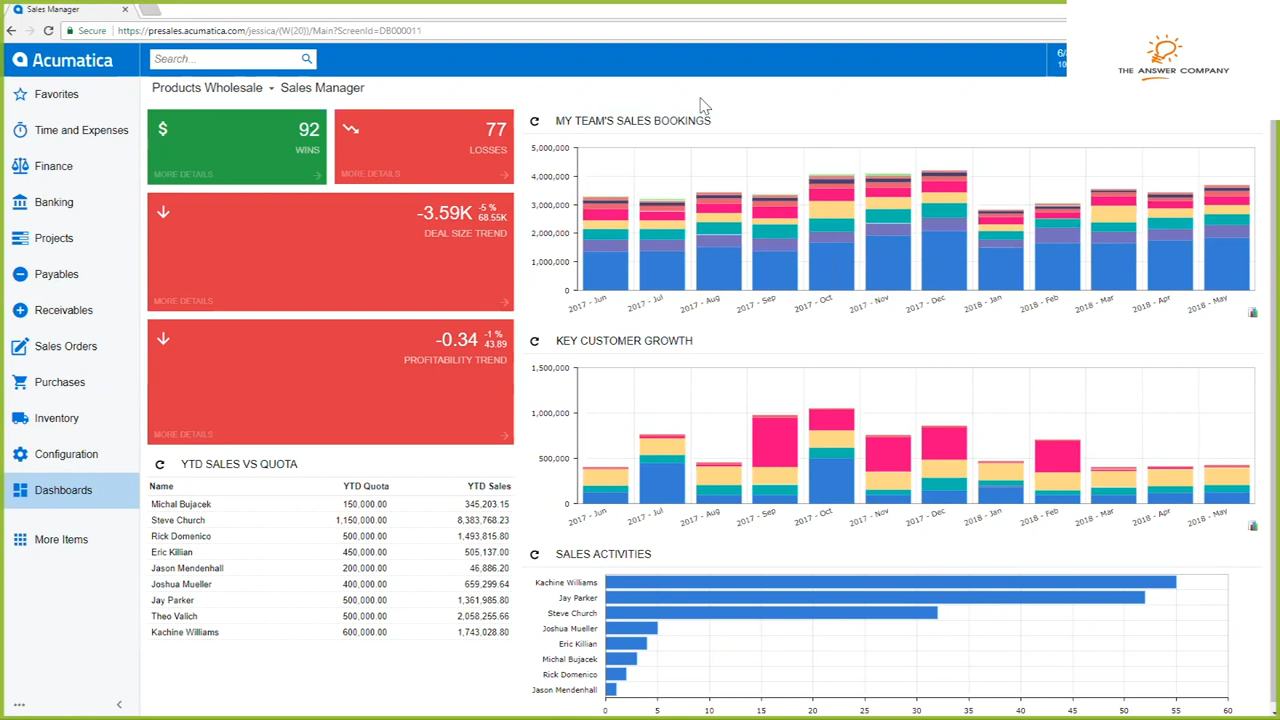 Sales Manager
Secure https://presales.acumatica.com/jessica/(W(20))/Main?ScreenId=DB000011
Acumatica
Search...
6/
10
THE ANSWER COMPANY
Favorites
Time and Expenses
Finance
Banking
Projects
Payables
Receivables
Sales Orders
Purchases
Inventory
Configuration
Dashboards
More Items
Products Wholesale Sales Manager
$ 92
WINS
MORE DETAILS
77
LOSSES
MORE DETAILS
-3.59K -5 % 68.55K
DEAL SIZE TREND
MORE DETAILS
-0.34 -1 % 43.89
PROFITABILITY TREND
MORE DETAILS
YTD SALES VS QUOTA
Name YTD Quota YTD Sales
Michal Bujacek 150,000.00 345,203.15
Steve Church 1,150,000.00 8,383,768.23
Rick Domenico 500,000.00 1,493,815.80
Eric Killian 450,000.00 505,137.00
Jason Mendenhall 200,000.00 46,886.20
Joshua Mueller 400,000.00 659,299.64
Jay Parker 500,000.00 1,361,985.80
Theo Valich 500,000.00 2,058,255.66
Kachine Williams 600,000.00 1,743,028.80
MY TEAM'S SALES BOOKINGS
5,000,000
4,000,000
3,000,000
2,000,000
1,000,000
0
2017 - Jun 2017 - Jul 2017 - Aug 2017 - Sep 2017 - Oct 2017 - Nov 2017 - Dec 2018 - Jan 2018 - Feb 2018 - Mar 2018 - Apr 2018 - May
KEY CUSTOMER GROWTH
1,500,000
1,000,000
500,000
0
2017 - Jun 2017 - Jul 2017 - Aug 2017 - Sep 2017 - Oct 2017 - Nov 2017 - Dec 2018 - Jan 2018 - Feb 2018 - Mar 2018 - Apr 2018 - May
SALES ACTIVITIES
Kachine Williams
Jay Parker
Steve Church
Joshua Mueller
Eric Killian
Michal Bujacek
Rick Domenico
Jason Mendenhall
0 5 10 15 20 25 30 35 40 45 50 55 60